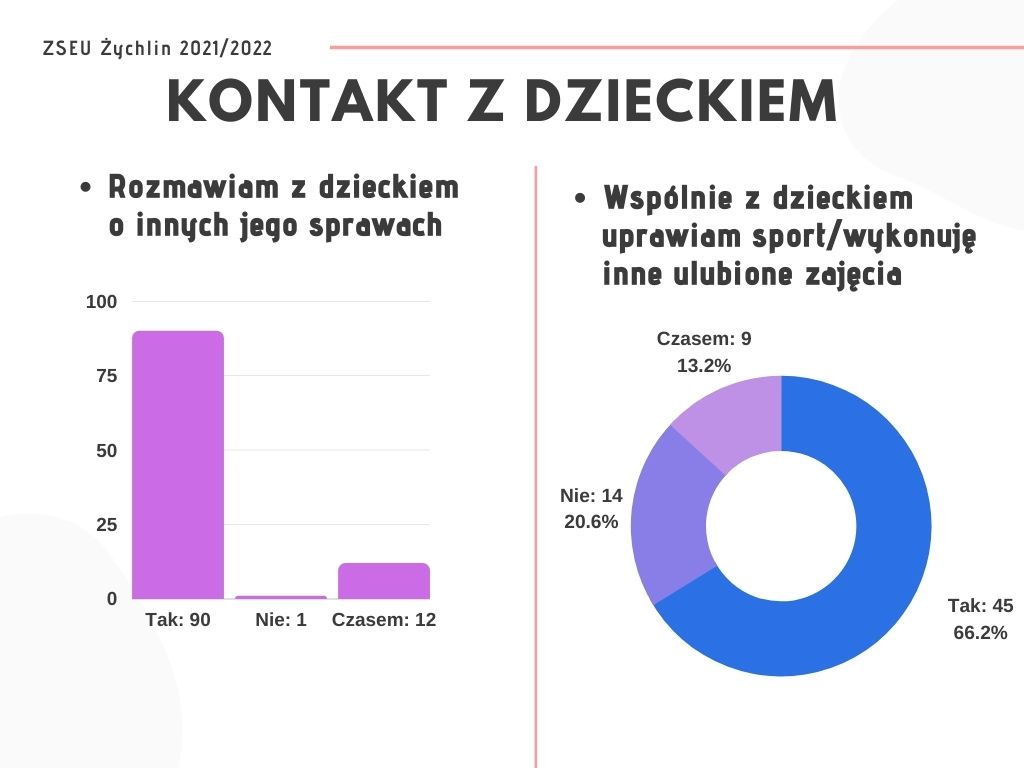 ZSEU Żychlin 2021/2022
KONTAKT Z DZIECKIEM
• Rozmawiam z dzieckiem
o innych jego sprawach
100
75
50
25
0
Tak: 90
Nie: 1
Czasem: 12
• Wspólnie z dzieckiem
uprawiam sport/wykonuję
inne ulubione zajęcia
Czasem: 9
13.2%
Nie: 14
20.6%
Tak: 45
66.2%